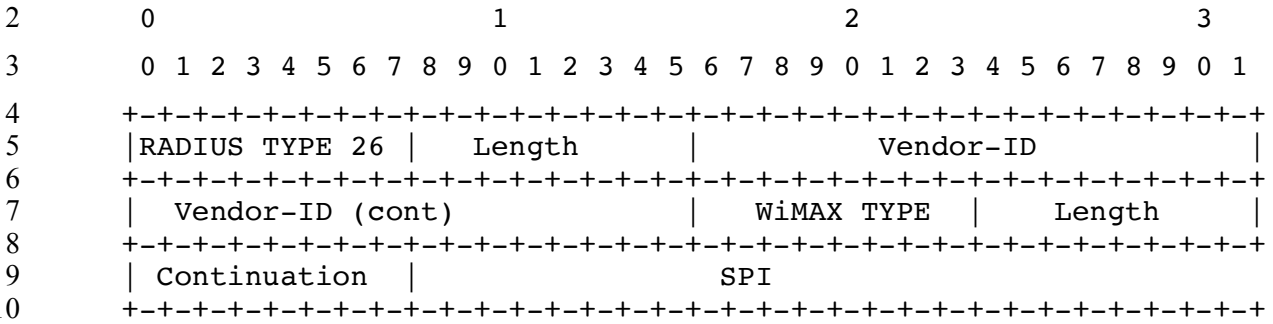 2 0 1 2 3
3 0 1 2 3 4 5 6 7 8 9 0 1 2 3 4 5 6 7 8 9 0 1 2 3 4 5 6 7 8 9 0 1
4 +-+-+-+-+-+-+-+-+-+-+-+-+-+-+-+-+-+-+-+-+-+-+-+-+-+-+-+-+-+-+-+-+
5 |RADIUS TYPE 26 | Length | Vendor-ID |
6 +-+-+-+-+-+-+-+-+-+-+-+-+-+-+-+-+-+-+-+-+-+-+-+-+-+-+-+-+-+-+-+-+
7 | Vendor-ID (cont) | WiMAX TYPE | Length |
8 +-+-+-+-+-+-+-+-+-+-+-+-+-+-+-+-+-+-+-+-+-+-+-+-+-+-+-+-+-+-+-+-+
9 | Continuation | SPI
0 +-+-+-+-+-+-+-+-+-+-+-+-+-+-+-+-+-+-+-+-+-+-+-+-+-+-+-+-+-+-+-+-+